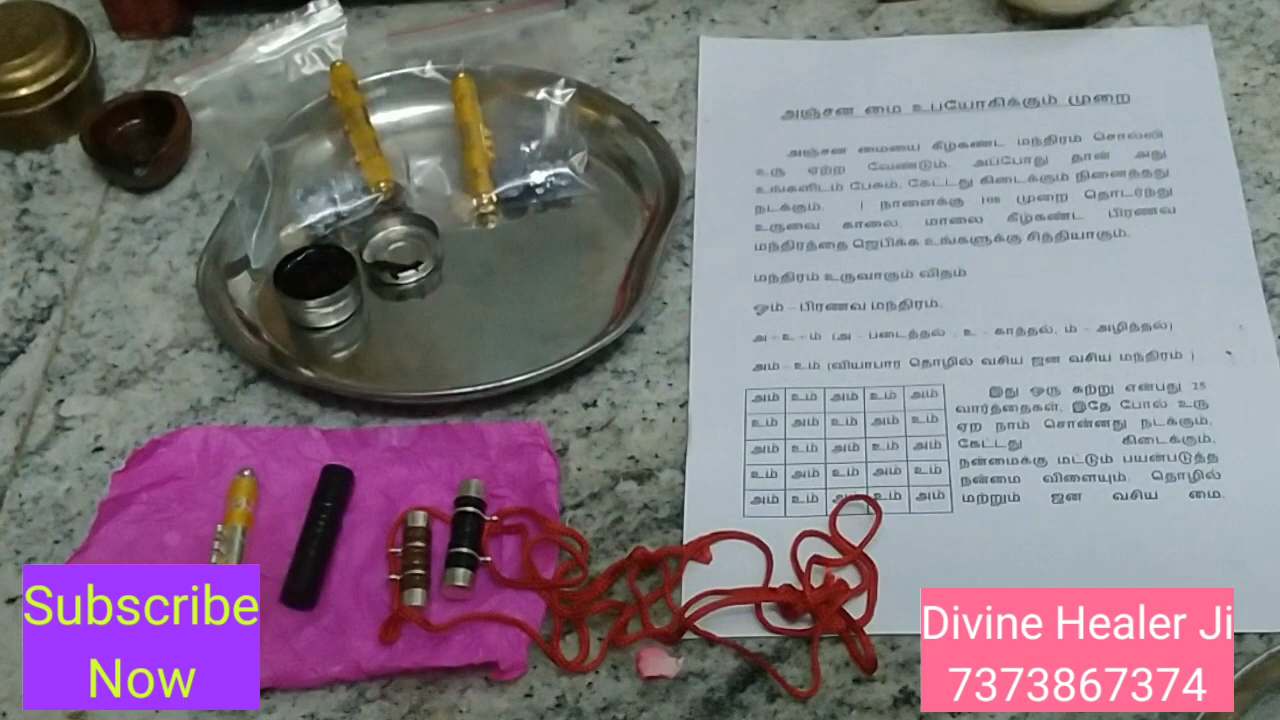 அஞ்சன மை உபயோகிக்கும் முறை
அஞ்சன மையை கீழ்கண்ட மந்திரம் சொல்லி
உரு ஏற்ற வேண்டும். அப்போது தான் அது
உங்களிடம் பேசும், கேட்டது கிடைக்கும் நினைத்தது
நடக்கும். 1 நாளைக்கு 108 முறை தொடர்ந்து
உருவை காலை, மாலை கீழ்கண்ட பிரணவ
மந்திரத்தை ஜெபிக்க உங்களுக்கு சித்தியாகும்.
மந்திரம் உருவாகும் விதம்
ஓம் – பிரணவ மந்திரம்.
அ + உ + ம் (அ - படைத்தல் , உ - காத்தல், ம் - அழித்தல்)
அம் – உம் (வியாபார தொழில் வசிய ஜன வசிய மந்திரம் )
அம் உம் அம் உம் அம்
உம் அம் உம் அம் உம்
அம் உம் அம் உம் அம்
உம் அம் உம் அம் உம்
அம் உம் உம் அம்
இது ஒரு சுற்று என்பது 25
வார்த்தைகள், இதே போல் உரு
ஏற நாம் சொன்னது நடக்கும்,
கேட்டது கிடைக்கும்,
நன்மைக்கு மட்டும் பயன்படுத்த
நன்மை விளையும். தொழில்
மற்றும் ஜன வசிய மை.
Subscribe
Now
Divine Healer Ji
7373867374